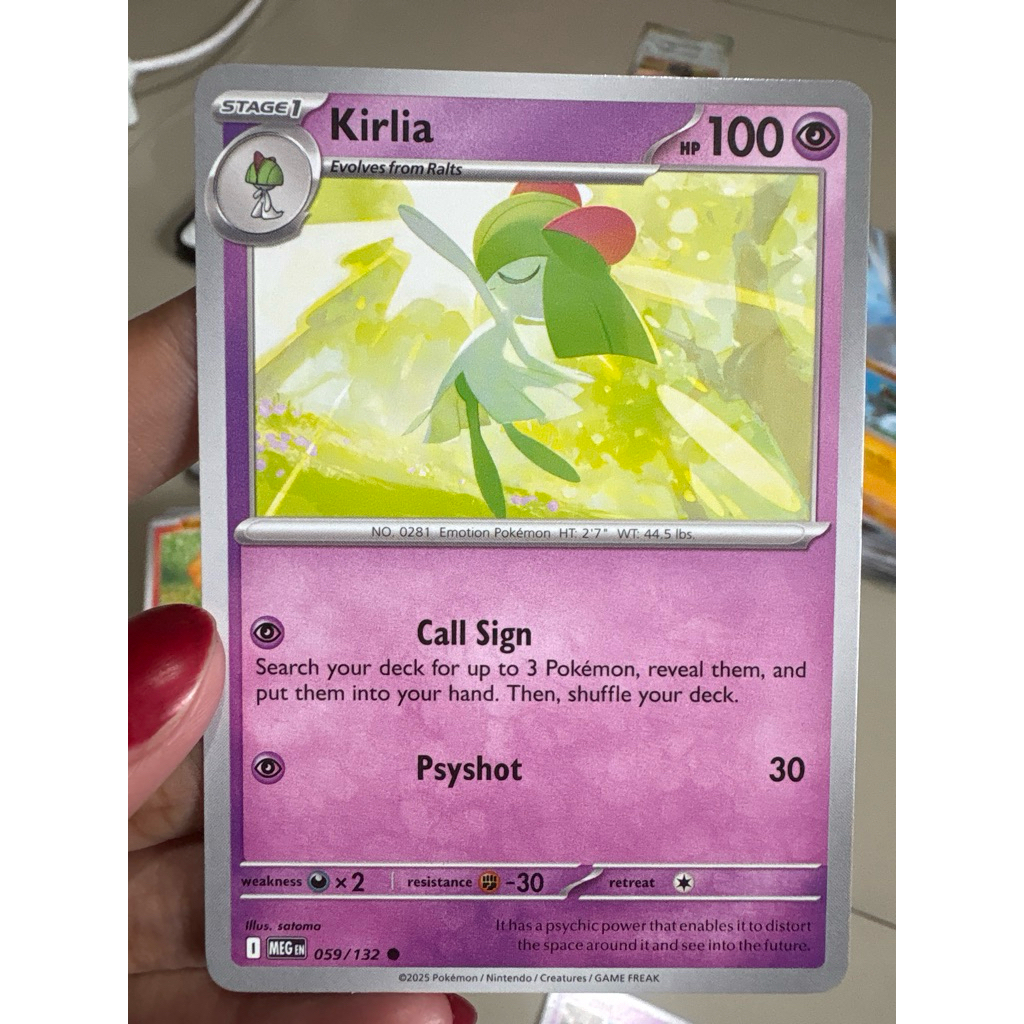 STAGE1 Kirlia HP 100
Evolves from Ralts
NO. 0281 Emotion Pokémon HT: 2'7" WT: 44.5 lbs.
Call Sign
Search your deck for up to 3 Pokémon, reveal them, and
put them into your hand. Then, shuffle your deck.
Psyshot 30
weakness ×2 resistance -30 retreat
Illus. satoma
It has a psychic power that enables it to distort
the space around it and see into the future.
I MEG EN 059/132
©2025 Pokémon / Nintendo / Creatures / GAME FREAK